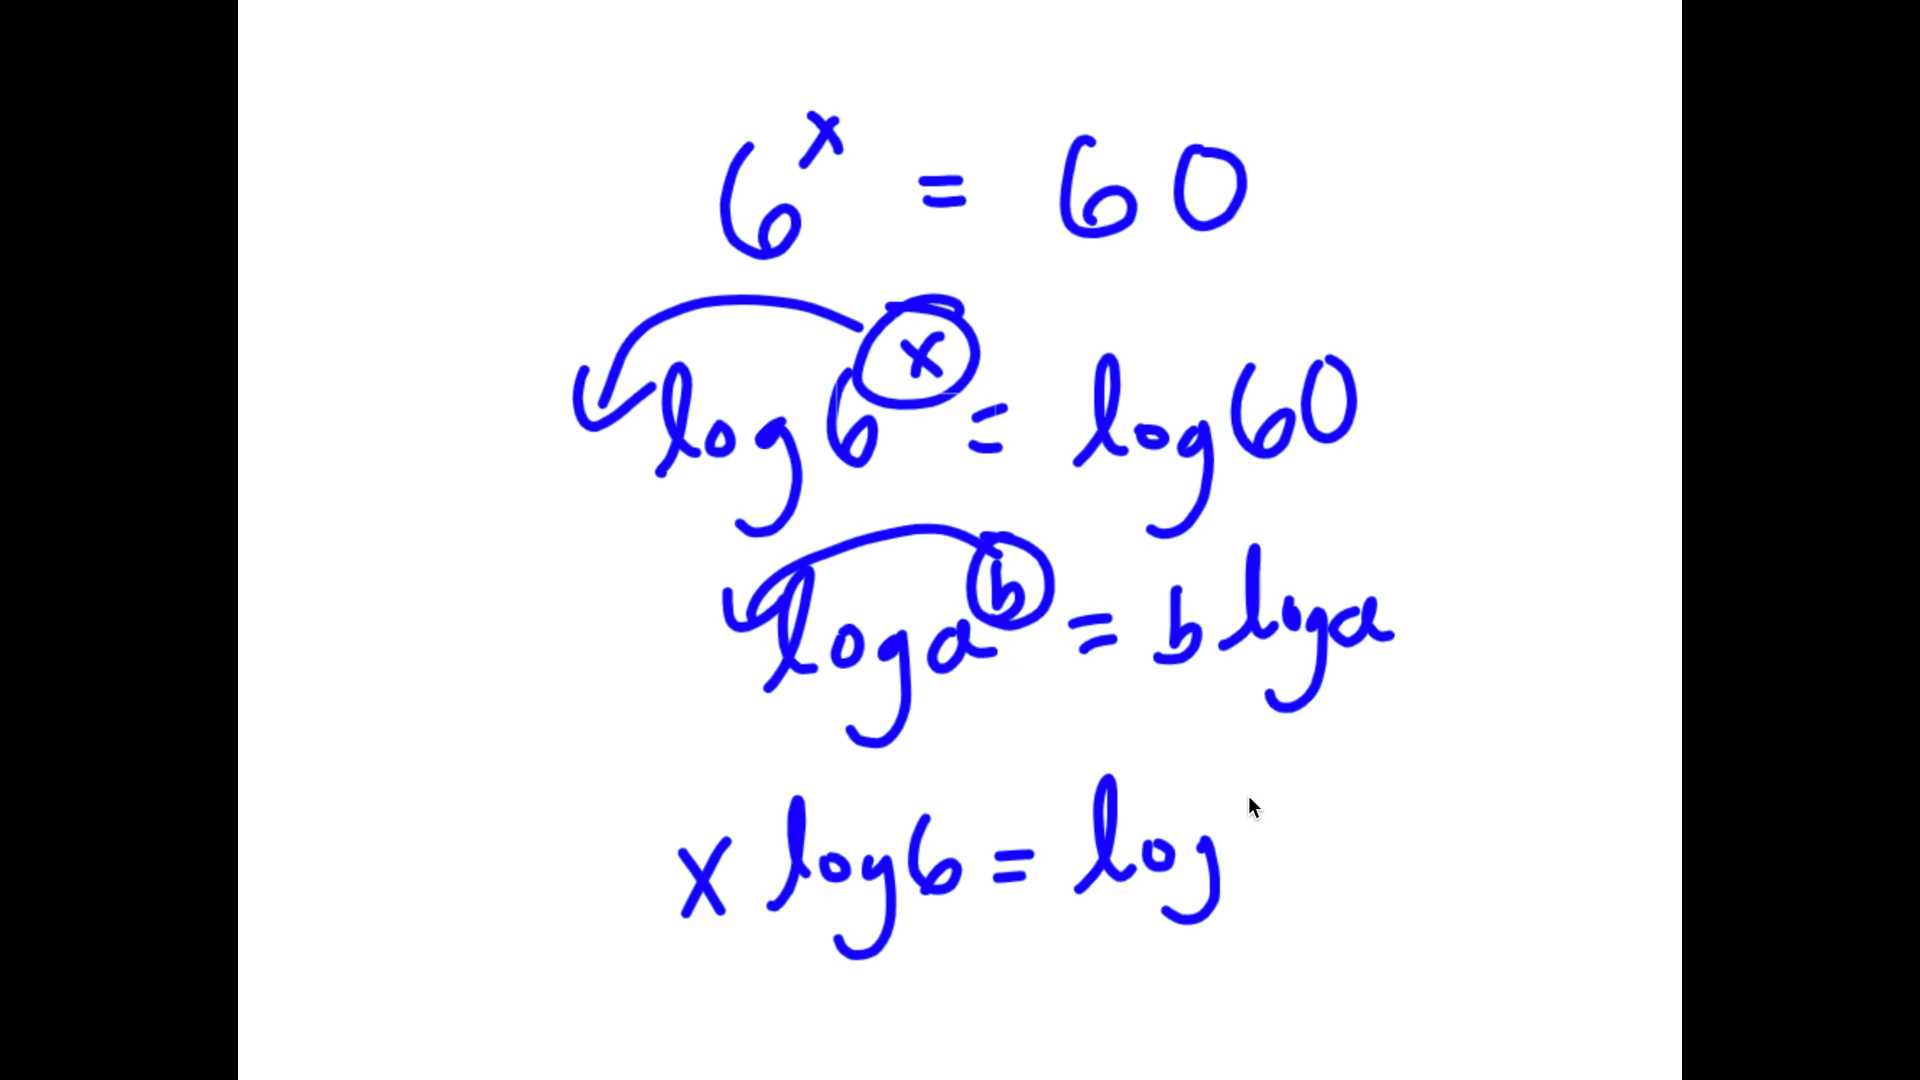 6^x = 60
log 6^x = log 60
log a^b = b log a
x log 6 = log